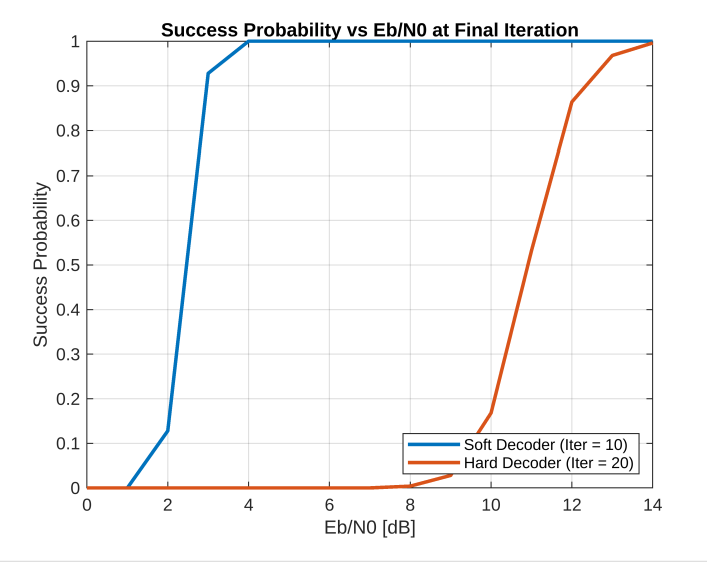 Success Probability vs Eb/N0 at Final Iteration
1
0.9
0.8
0.7
0.6
0.5
0.4
0.3
0.2
0.1
0
Success Probability
Soft Decoder (Iter = 10)
Hard Decoder (Iter = 20)
0 2 4 6 8 10 12 14
Eb/N0 [dB]